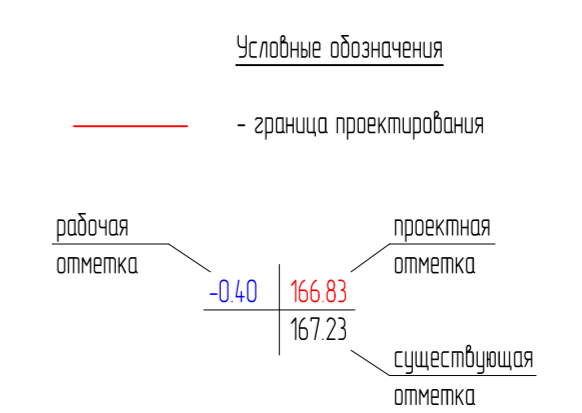 Условные обозначения
- граница проектирования
рабочая
отметка
проектная
отметка
-0.40 166.83
167.23
существующая
отметка